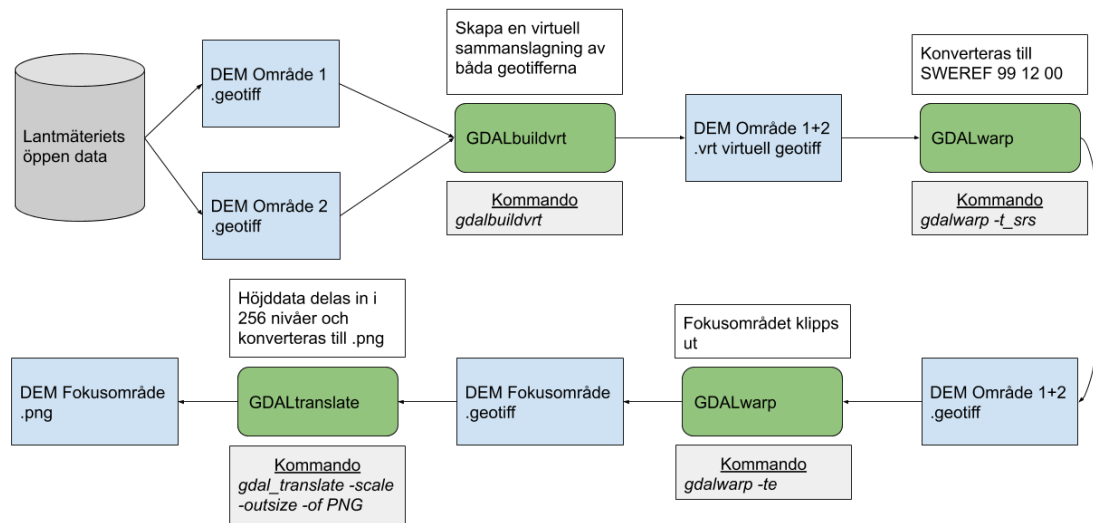 Lantmäteriets
öppen data
DEM Område 1
.geotiff
DEM Område 2
.geotiff
Skapa en virtuell
sammanslagning av
båda geotifferna
GDALbuildvrt
Kommando
gdalbuildvrt
DEM Område 1+2
.vrt virtuell geotiff
Konverteras till
SWEREF 99 12 00
GDALwarp
Kommando
gdalwarp -t_srs
DEM Område 1+2
.geotiff
Fokusområdet klipps
ut
GDALwarp
Kommando
gdalwarp -te
DEM Fokusområde
.geotiff
Höjddata delas in i
256 nivåer och
konverteras till .png
GDALtranslate
Kommando
gdal_translate -scale
-outsize -of PNG
DEM Fokusområde
.png